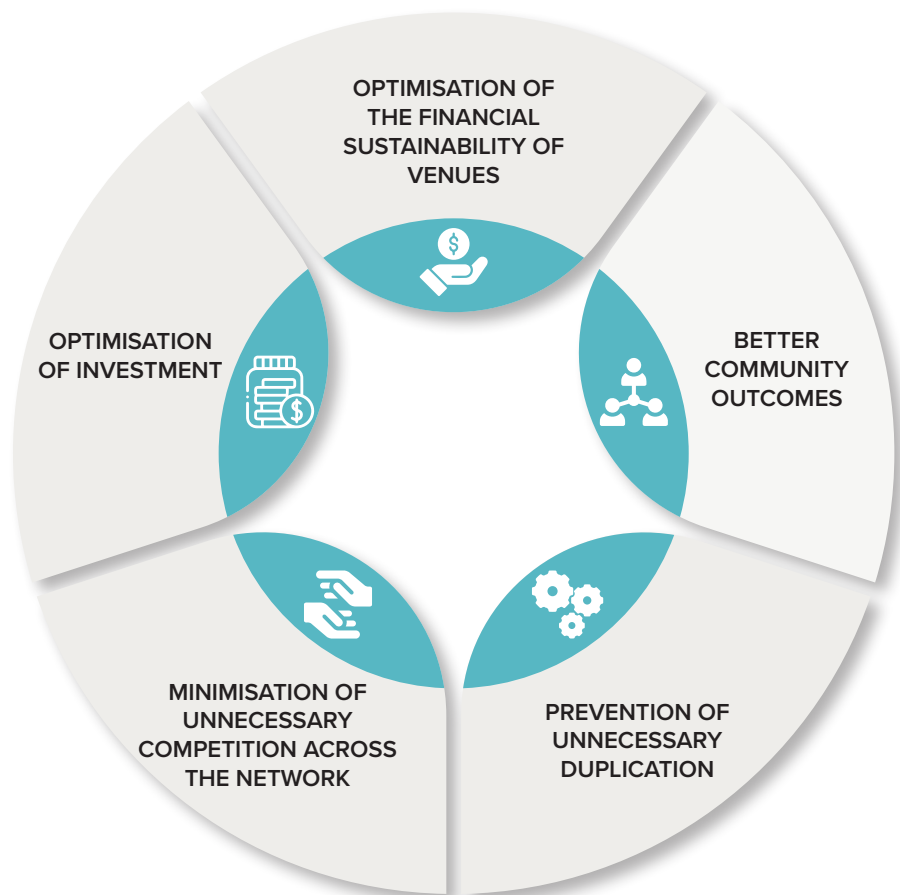 OPTIMISATION OF
THE FINANCIAL
SUSTAINABILITY OF
VENUES
$
BETTER
COMMUNITY
OUTCOMES
PREVENTION OF
UNNECESSARY
DUPLICATION
MINIMISATION OF
UNNECESSARY
COMPETITION ACROSS
THE NETWORK
OPTIMISATION
OF INVESTMENT
$